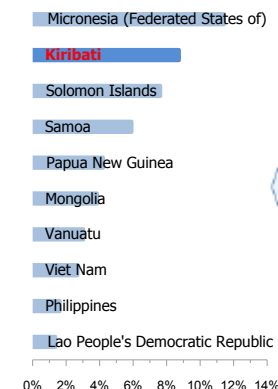 Micronesia (Federated States of)
Kiribati
Solomon Islands
Samoa
Papua New Guinea
Mongolia
Vanuatu
Viet Nam
Philippines
Lao People's Democratic Republic
0% 2% 4% 6% 8% 10% 12% 14%